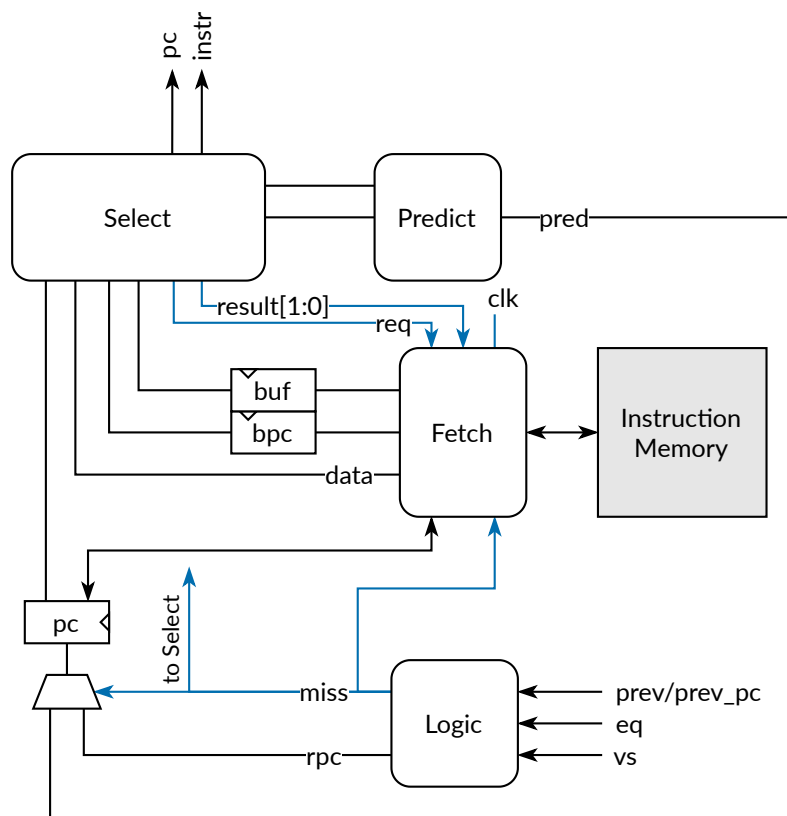 pc
instr
Select
Predict
pred
result[1:0]
clk
req
buf
bpc
Fetch
Instruction
Memory
data
pc
to Select
miss
prev/prev_pc
Logic
eq
rpc
vs